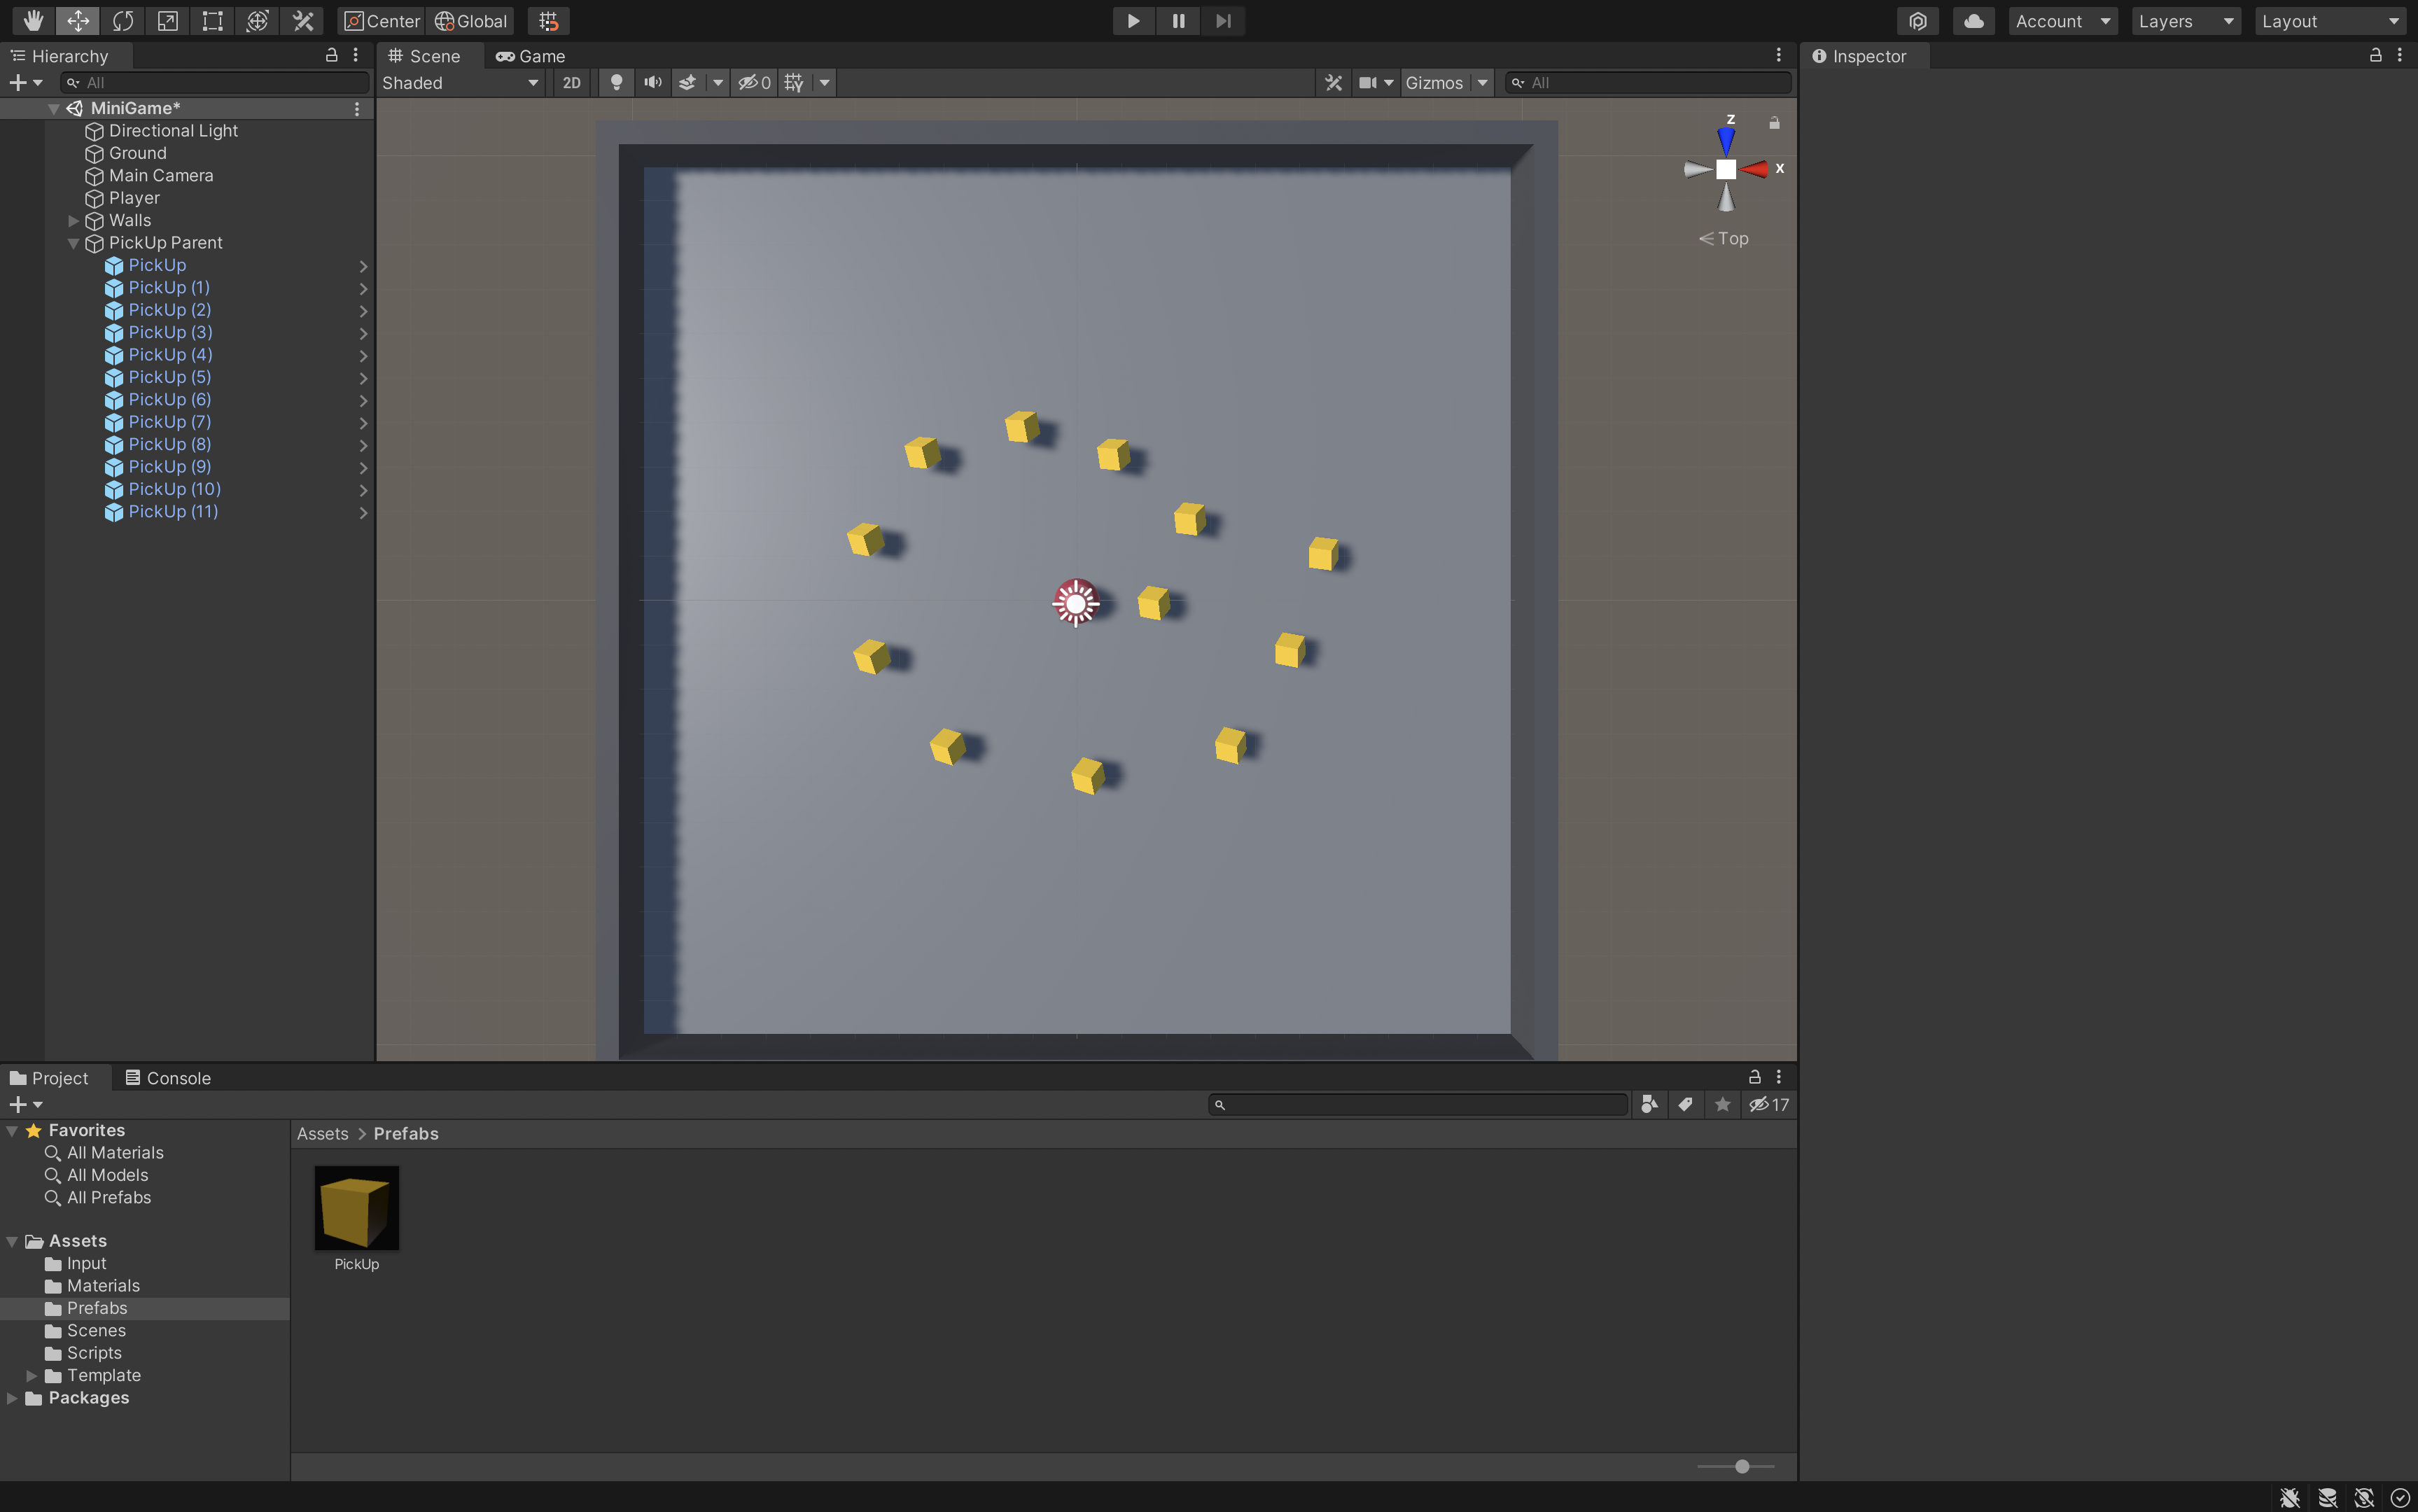 Center
Global
Account
Layers
Layout
Hierarchy
All
MiniGame*
Directional Light
Ground
Main Camera
Player
Walls
PickUp Parent
PickUp
PickUp (1)
PickUp (2)
PickUp (3)
PickUp (4)
PickUp (5)
PickUp (6)
PickUp (7)
PickUp (8)
PickUp (9)
PickUp (10)
PickUp (11)
Scene
Game
Shaded
2D
0
Gizmos
All
z
x
Top
Inspector
Project
Console
17
Favorites
All Materials
All Models
All Prefabs
Assets
Input
Materials
Prefabs
Scenes
Scripts
Template
Packages
Assets > Prefabs
PickUp